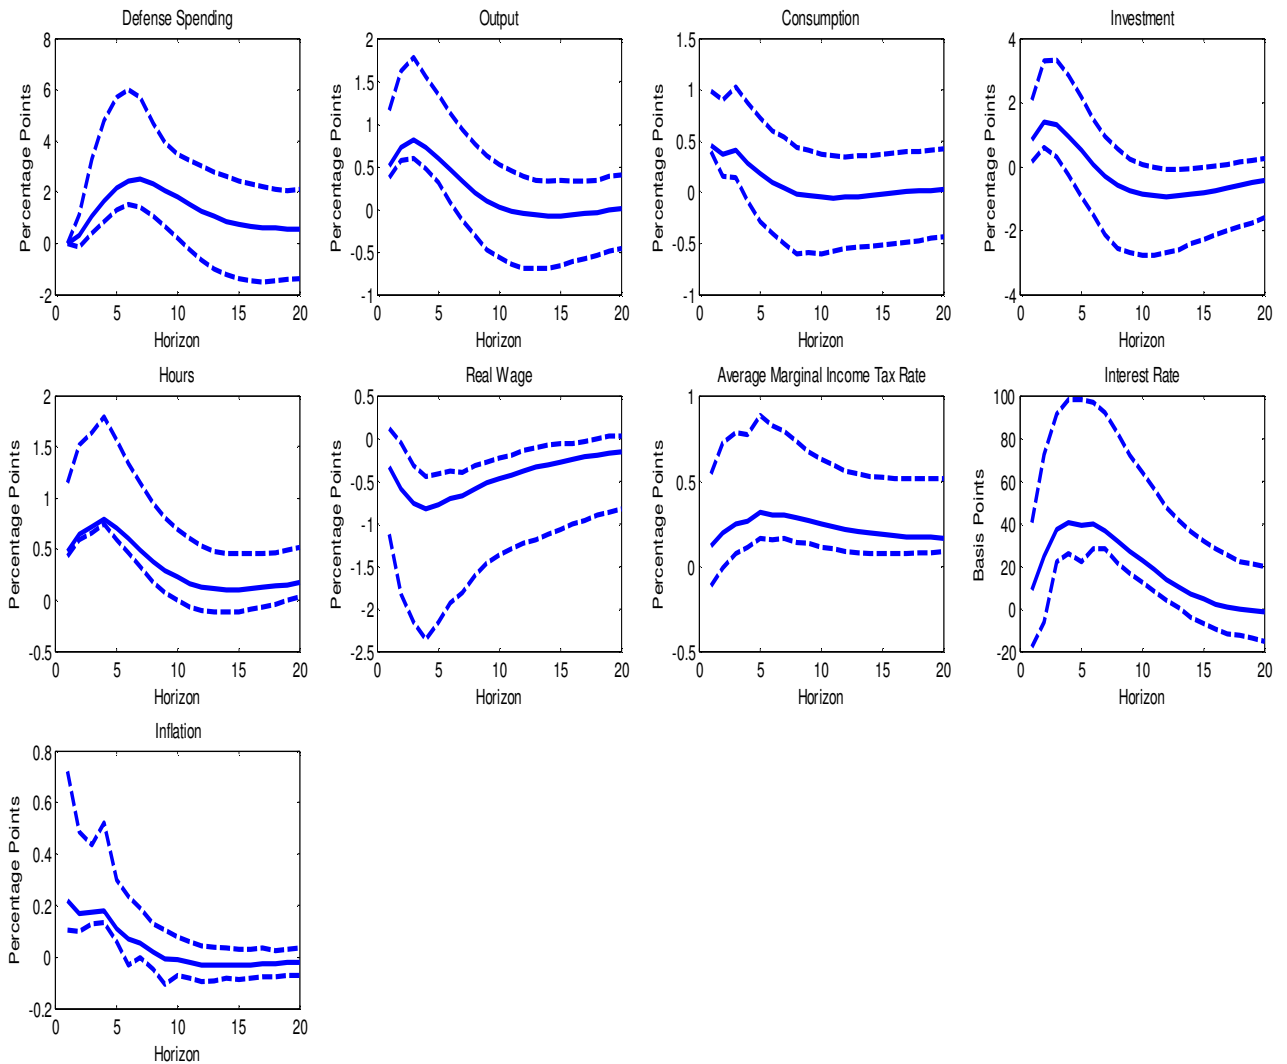 Defense Spending
Percentage Points
8
6
4
2
0
-2
0 5 10 15 20
Horizon
Output
Percentage Points
2
1.5
1
0.5
0
-0.5
-1
0 5 10 15 20
Horizon
Consumption
Percentage Points
1.5
1
0.5
0
-0.5
-1
0 5 10 15 20
Horizon
Investment
Percentage Points
4
2
0
-2
-4
0 5 10 15 20
Horizon
Hours
Percentage Points
2
1.5
1
0.5
0
-0.5
0 5 10 15 20
Horizon
Real Wage
Percentage Points
0.5
0
-0.5
-1
-1.5
-2
-2.5
0 5 10 15 20
Horizon
Average Marginal Income Tax Rate
Percentage Points
1
0.5
0
-0.5
0 5 10 15 20
Horizon
Interest Rate
Basis Points
100
80
60
40
20
0
-20
0 5 10 15 20
Horizon
Inflation
Percentage Points
0.8
0.6
0.4
0.2
0
-0.2
0 5 10 15 20
Horizon